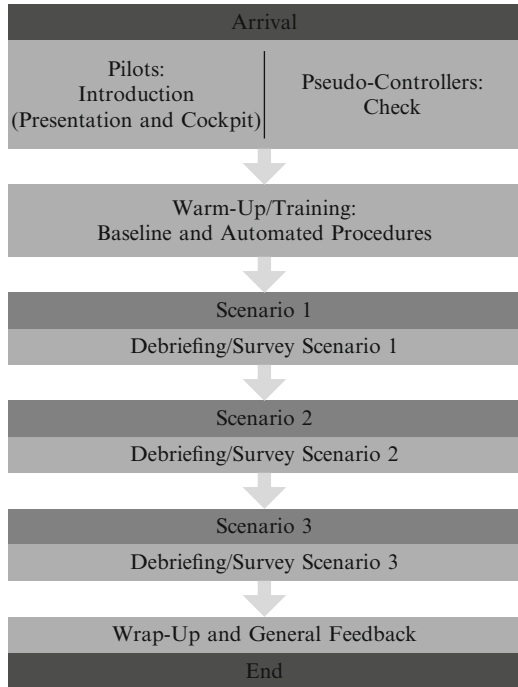 Arrival
Pilots:
Introduction
(Presentation and Cockpit)
Pseudo-Controllers:
Check
Warm-Up/Training:
Baseline and Automated Procedures
Scenario 1
Debriefing/Survey Scenario 1
Scenario 2
Debriefing/Survey Scenario 2
Scenario 3
Debriefing/Survey Scenario 3
Wrap-Up and General Feedback
End